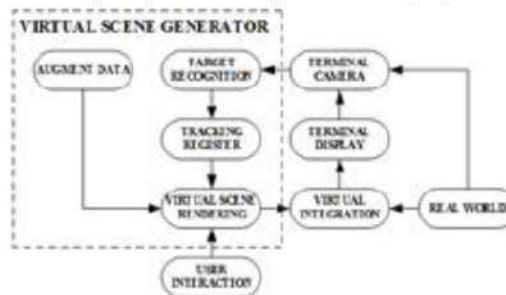 VIRTUAL SCENE GENERATOR
AUGMENT DATA
TARGET
RECOGNITION
TERMINAL
CAMERA
TRACKING
REGISTER
TERMINAL
DISPLAY
VIRTUAL SCENE
RENDERING
VIRTUAL
INTEGRATION
REAL WORLD
USER
INTERACTION